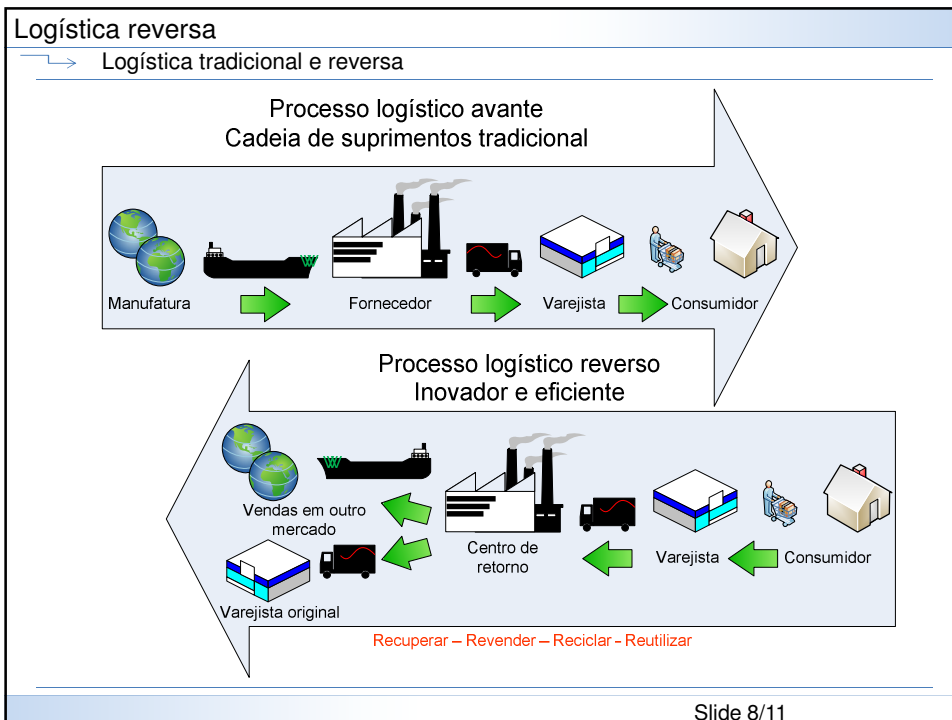 Logística reversa
Logística tradicional e reversa
Processo logístico avante
Cadeia de suprimentos tradicional
Manufatura
Fornecedor
Varejista
Consumidor
Processo logístico reverso
Inovador e eficiente
Vendas em outro
mercado
Varejista original
Centro de
retorno
Varejista
Consumidor
Recuperar – Revender – Reciclar - Reutilizar
Slide 8/11